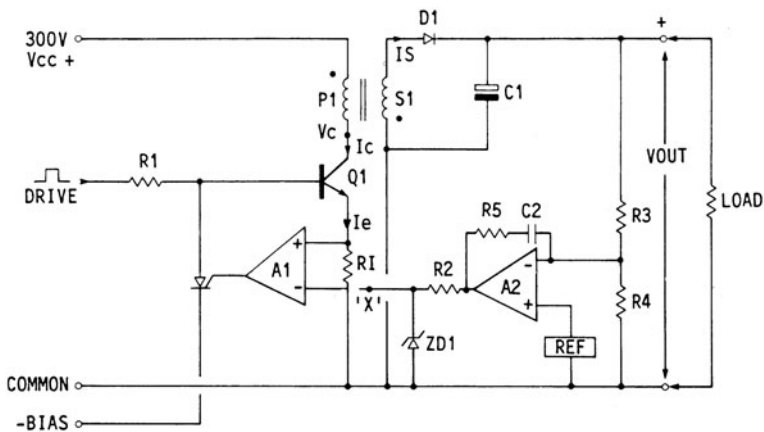 300V
Vcc +
P1
Vc
Ic
S1
IS
D1
C1
+
VOUT
LOAD
R1
DRIVE
Q1
Ie
+
A1
-
RI
'X'
R2
R5
C2
-
A2
+
R3
R4
ZD1
REF
COMMON
-BIAS